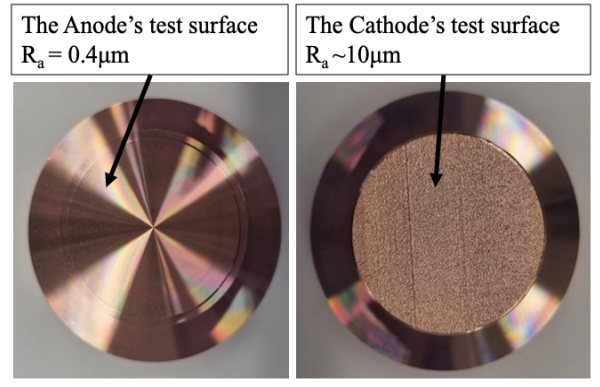 The Anode's test surface
Rₐ = 0.4μm
The Cathode's test surface
Rₐ ~10μm